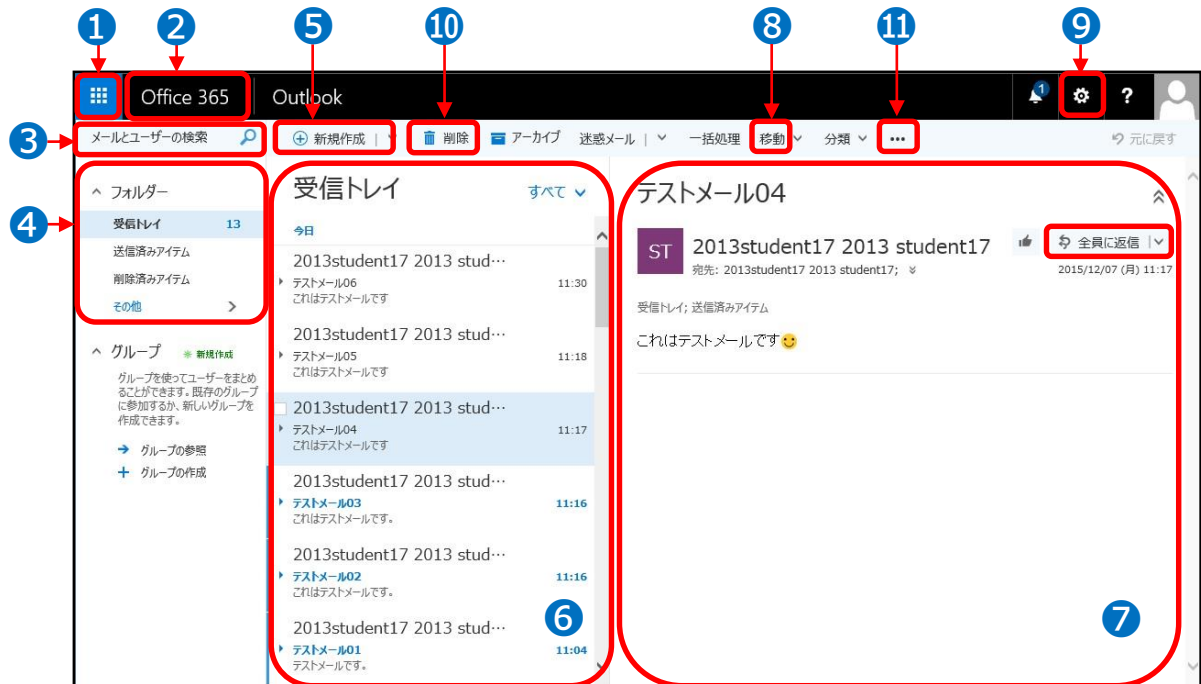 1 2 5 10 8 11 9
Office 365 Outlook 1 ?
3 メールとユーザーの検索 新規作成 | 削除 アーカイブ 迷惑メール | 一括処理 移動 分類 ••• 元に戻す
4
フォルダー
受信トレイ 13
送信済みアイテム
削除済みアイテム
その他
グループ 新規作成
グループを使ってユーザーをまとめ
ることができます。既存のグループ
に参加するか、新しいグループを
作成できます。
グループの参照
グループの作成
受信トレイ すべて
今日
2013student17 2013 stud…
テストメール06 11:30
これはテストメールです
2013student17 2013 stud…
テストメール05 11:18
これはテストメールです
2013student17 2013 stud…
テストメール04 11:17
これはテストメールです
2013student17 2013 stud…
テストメール03 11:16
これはテストメールです。
2013student17 2013 stud…
テストメール02 11:16
これはテストメールです。
2013student17 2013 stud…
テストメール01 11:04
テストメールです。
6
テストメール04
ST 2013student17 2013 student17 全員に返信 |
宛先: 2013student17 2013 student17; 2015/12/07 (月) 11:17
受信トレイ; 送信済みアイテム
これはテストメールです
7